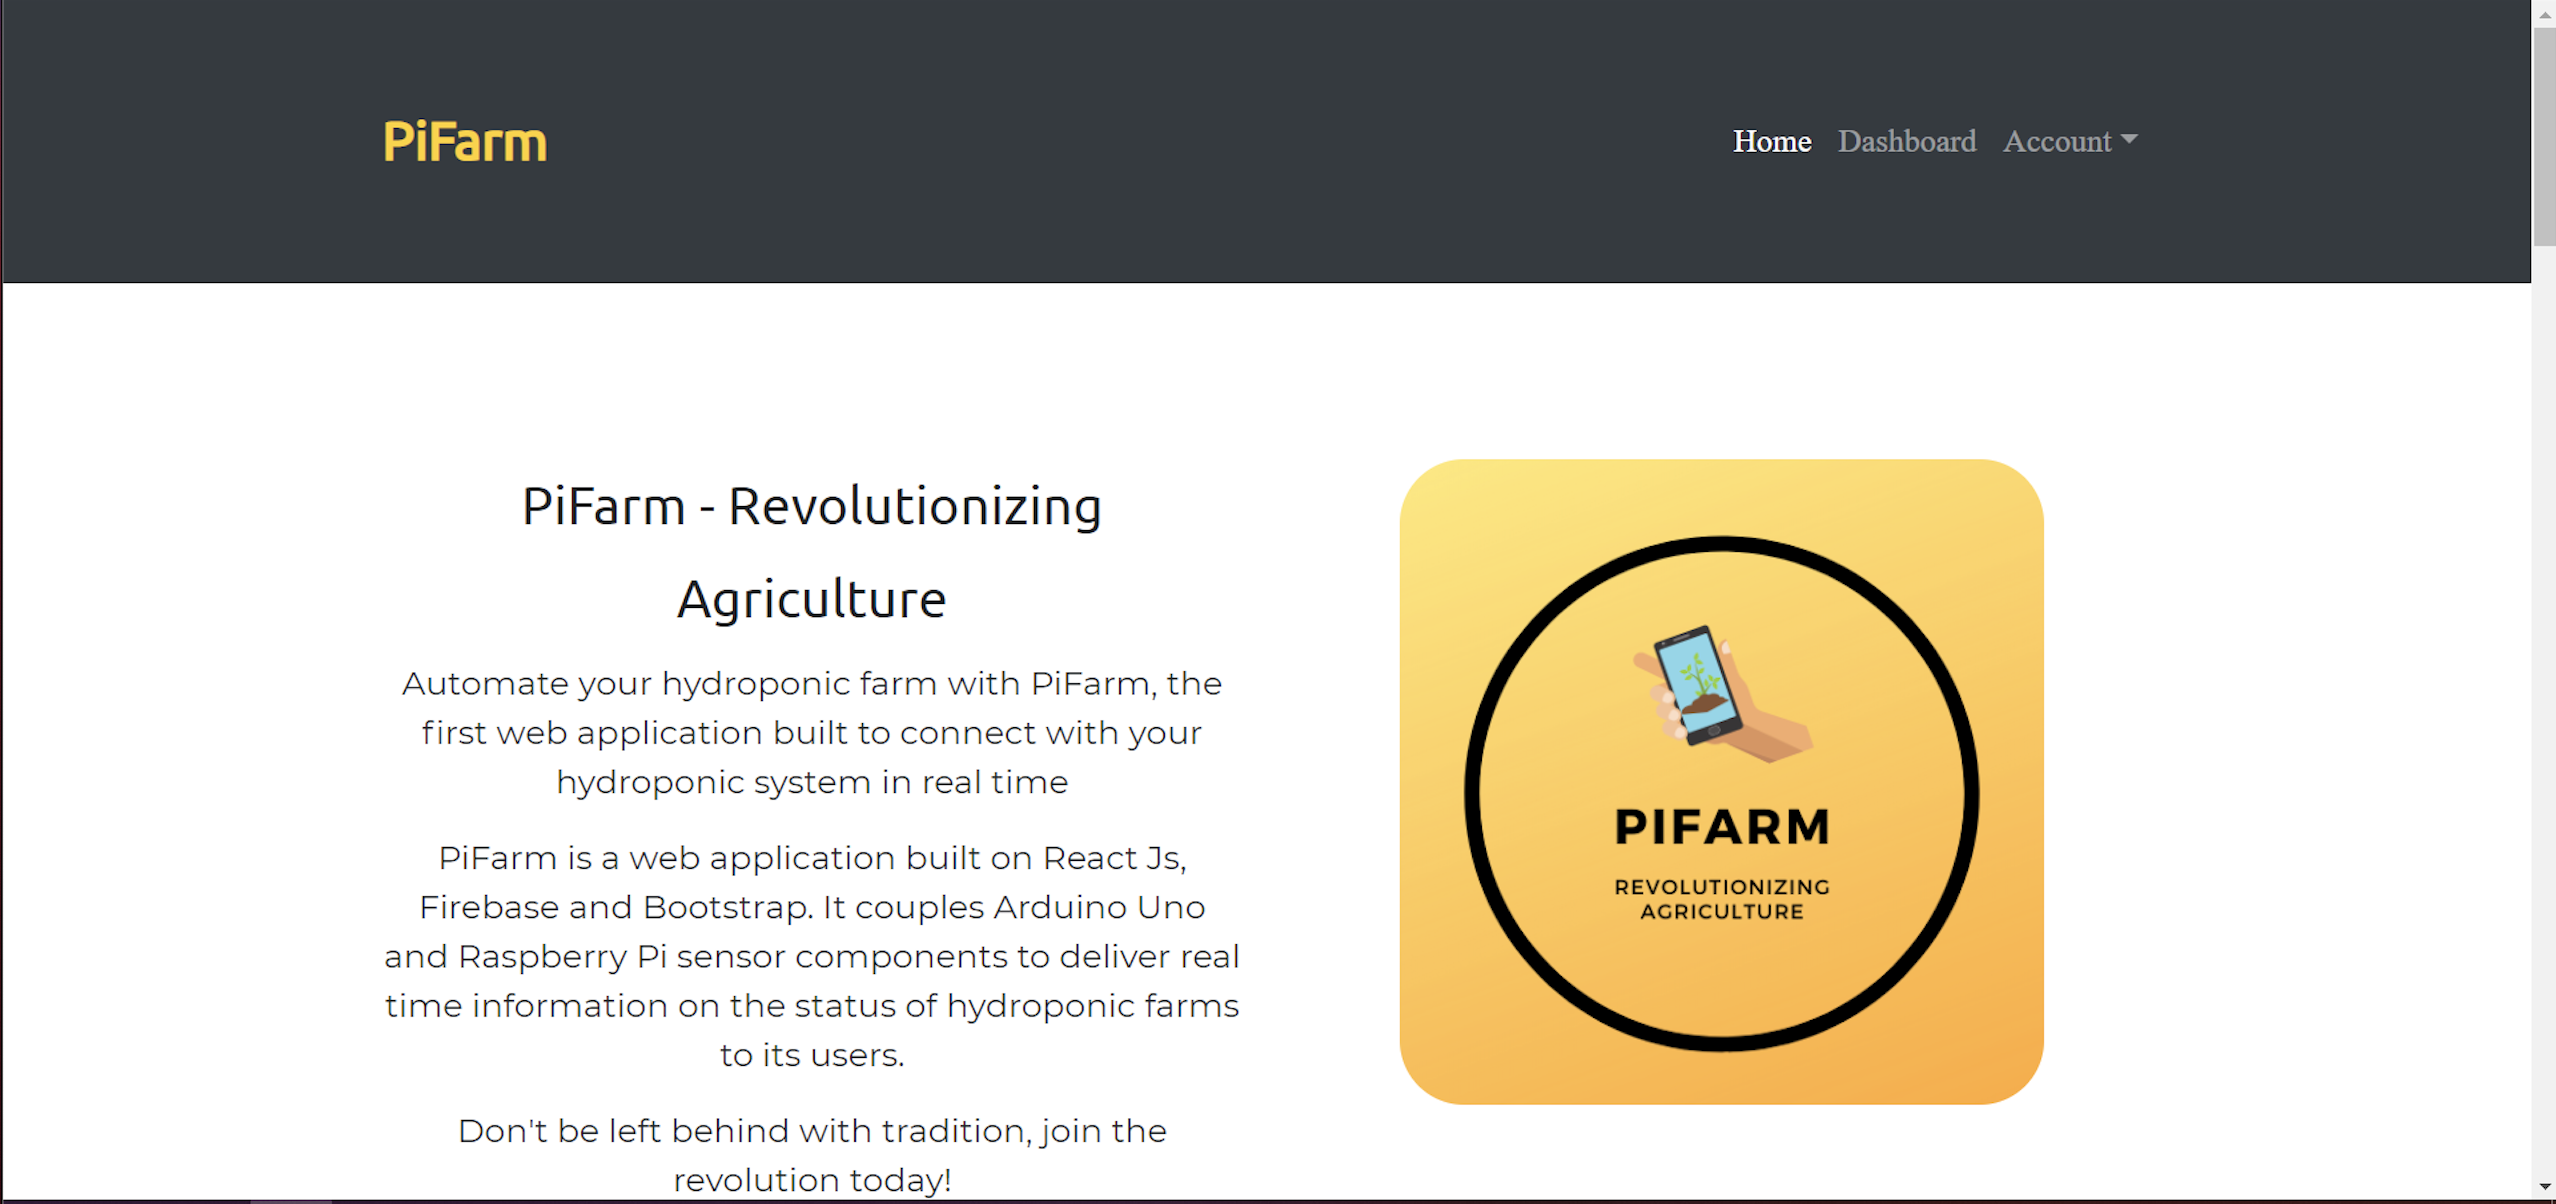 PiFarm
Home Dashboard Account
PiFarm - Revolutionizing
Agriculture
Automate your hydroponic farm with PiFarm, the
first web application built to connect with your
hydroponic system in real time
PiFarm is a web application built on React Js,
Firebase and Bootstrap. It couples Arduino Uno
and Raspberry Pi sensor components to deliver real
time information on the status of hydroponic farms
to its users.
Don't be left behind with tradition, join the
revolution today!
PIFARM
REVOLUTIONIZING
AGRICULTURE